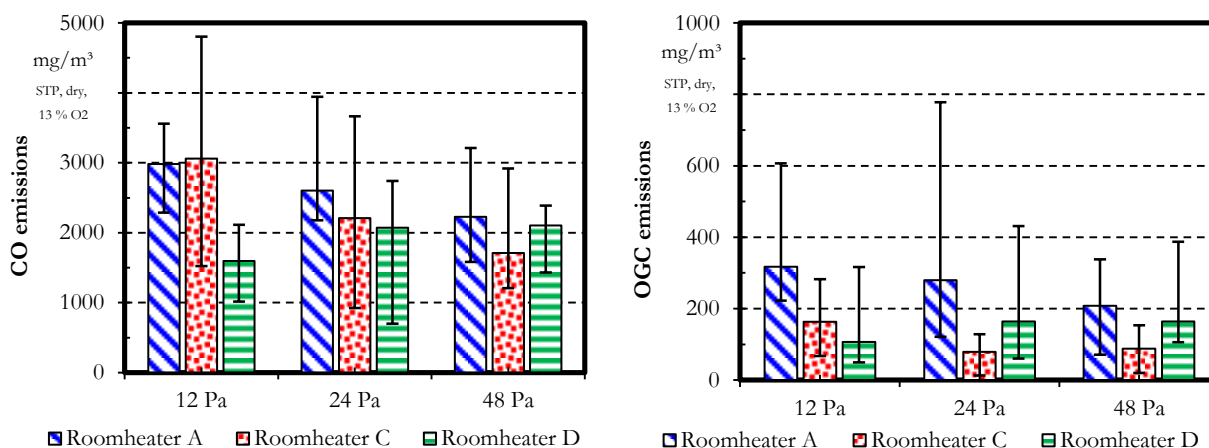 5000
mg/m³
STP, dry,
13 % O2
3000
2000
1000
0
CO emissions
12 Pa 24 Pa 48 Pa
Roomheater A Roomheater C Roomheater D
1000
mg/m³
STP, dry,
13 % O2
600
400
200
0
OGC emissions
12 Pa 24 Pa 48 Pa
Roomheater A Roomheater C Roomheater D